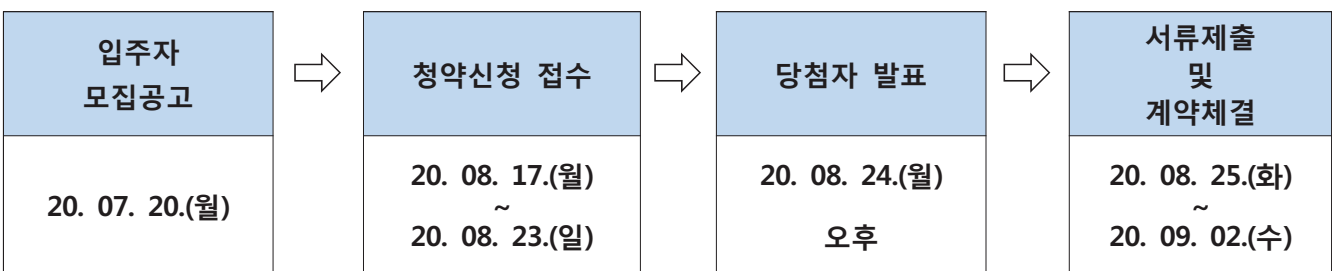 입주자
모집공고
20. 07. 20.(월)
청약신청 접수
20. 08. 17.(월)
~
20. 08. 23.(일)
당첨자 발표
20. 08. 24.(월)
오후
서류제출
및
계약체결
20. 08. 25.(화)
~
20. 09. 02.(수)